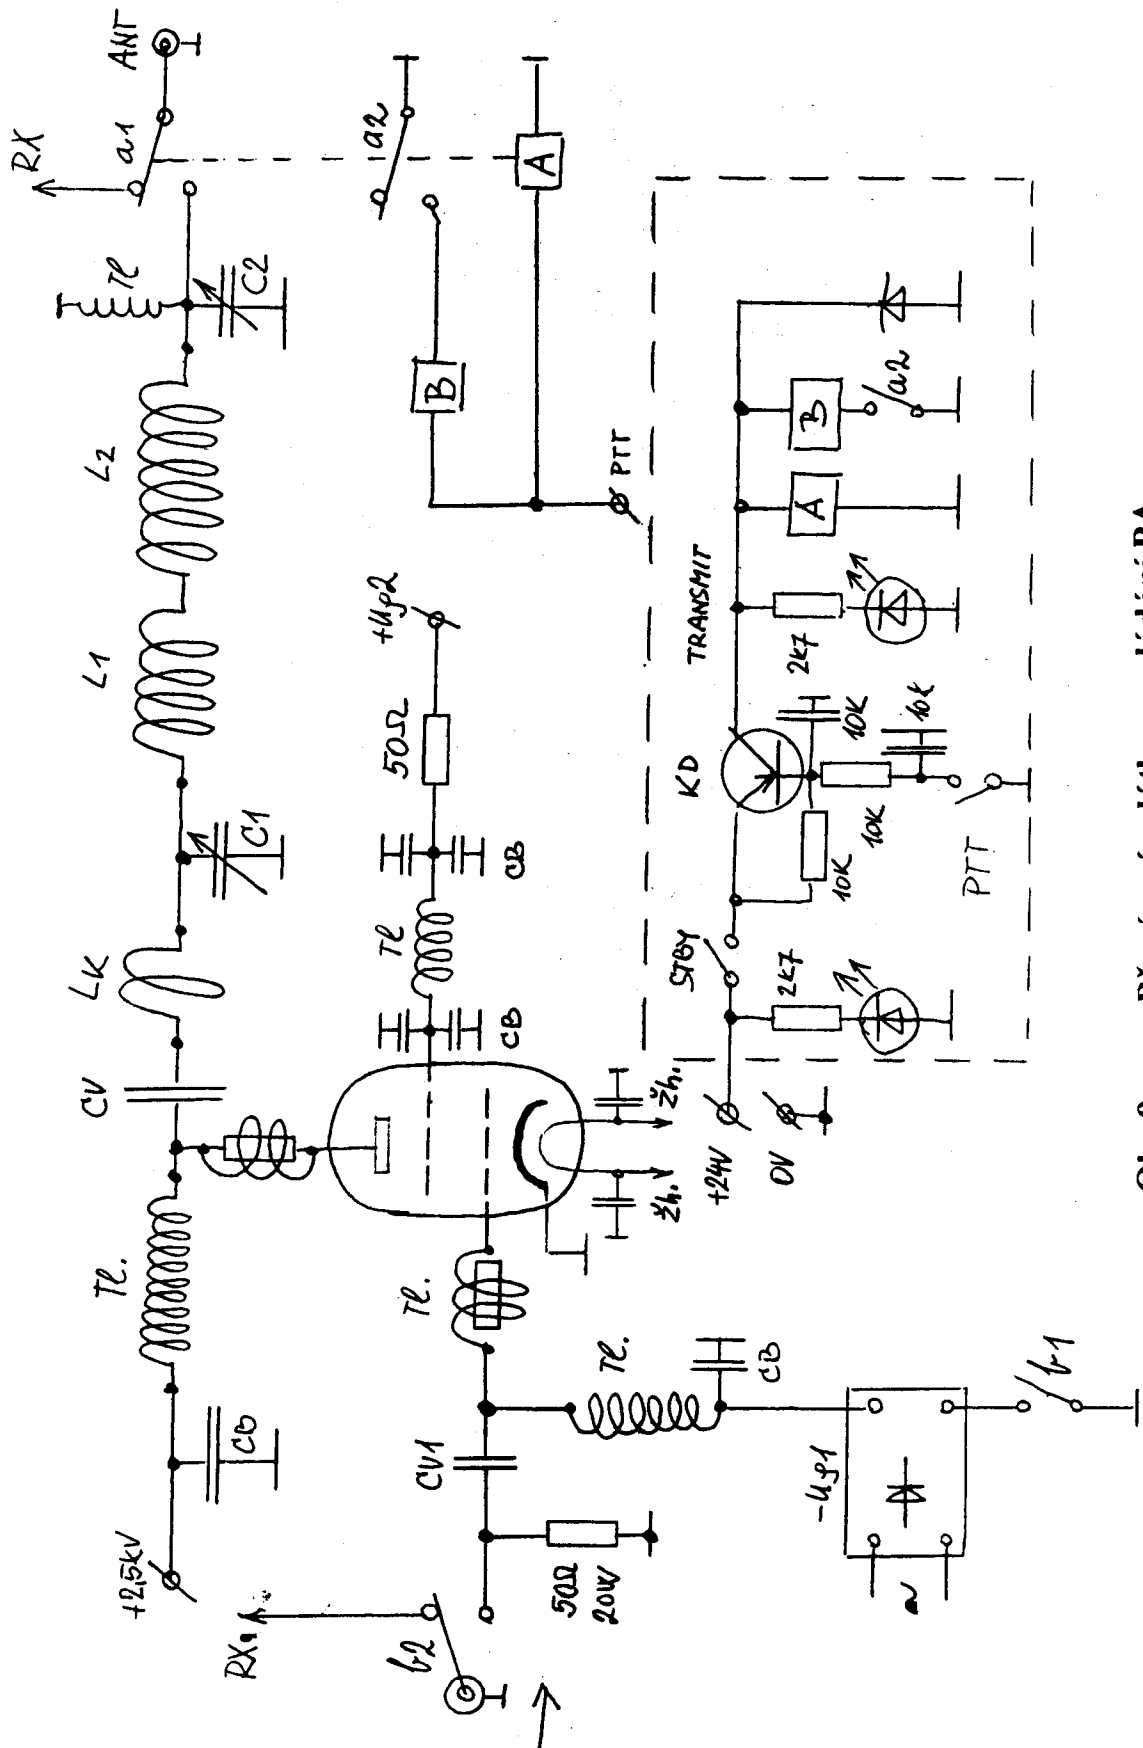 RX
ANT
a1
Tl
C2
L2
L1
C1
LK
CV
Tl.
CB
+2,5kV
a2
A
B
PTT
+Ug2
50Ω
CB
Tl
CB
Tl.
žh.
žh.
CV1
Tl.
CB
50Ω
20W
RX
b2
-Ug1
b1
~
+24V
0V
STBY
2k7
KD
10K
10K
10K
10K
PTT
TRANSMIT
2k7
A
B
a2